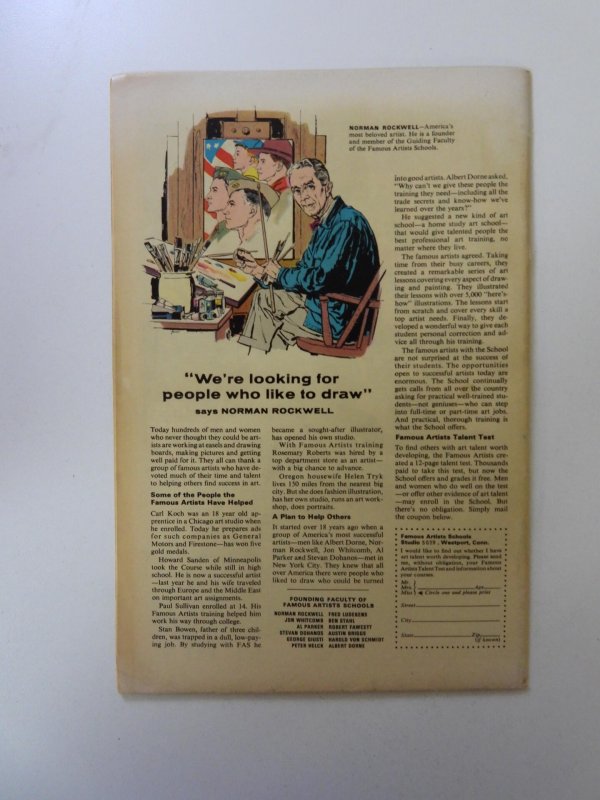 NORMAN ROCKWELL—America's
most beloved artist. He is a founder
and member of the Guiding Faculty
of the Famous Artists Schools.
"We're looking for
people who like to draw"
says NORMAN ROCKWELL
Today hundreds of men and women
who never thought they could be art-
ists are working at easels and drawing
boards, making pictures and getting
well paid for it. They all can thank a
group of famous artists who have de-
voted much of their time and talent
to helping others find success in art.
Some of the People the
Famous Artists Have Helped
Carl Koch was an 18 year old ap-
prentice in a Chicago art studio when
he enrolled. Today he prepares ads
for such companies as General
Motors and Firestone—has won five
gold medals.
Howard Sanden of Minneapolis
took the Course while still in high
school. He is now a successful artist
—last year he and his wife travelled
through Europe and the Middle East
on important art assignments.
Paul Sullivan enrolled at 14. His
Famous Artists training helped him
work his way through college.
Stan Bowen, father of three chil-
dren, was trapped in a dull, low-pay-
ing job. By studying with FAS he
became a sought-after illustrator,
has opened his own studio.
With Famous Artists training
Rosemary Roberts was hired by a
top department store as an artist—
with a big chance to advance.
Oregon housewife Helen Tryk
lives 150 miles from the nearest big
city. But she does fashion illustration,
has her own studio, runs an art work-
shop, does portraits.
A Plan to Help Others
It started over 18 years ago when a
group of America's most successful
artists—men like Albert Dorne, Nor-
man Rockwell, Jon Whitcomb, Al
Parker and Stevan Dohanos—met in
New York City. They knew that all
over America there were people who
liked to draw who could be turned
FOUNDING FACULTY OF
FAMOUS ARTISTS SCHOOLS
NORMAN ROCKWELL FRED LUDEKENS
JON WHITCOMB BEN STAHL
AL PARKER ROBERT FAWCETT
STEVAN DOHANOS AUSTIN BRIGGS
GEORGE GIUSTI HAROLD VON SCHMIDT
PETER HELCK ALBERT DORNE
into good artists. Albert Dorne asked,
"Why can't we give these people the
training they need—including all the
trade secrets and know-how we've
learned over the years?"
He suggested a new kind of art
school—a home study art school—
that would give talented people the
best professional art training, no
matter where they live.
The famous artists agreed. Taking
time from their busy careers, they
created a remarkable series of art
lessons covering every aspect of draw-
ing and painting. They illustrated
their lessons with over 5,000 "here's-
how" illustrations. The lessons start
from scratch and cover every skill a
top artist needs. Finally, they de-
veloped a wonderful way to give each
student personal correction and ad-
vice all through his training.
The famous artists with the School
are not surprised at the success of
their students. The opportunities
open to successful artists today are
enormous. The School continually
gets calls from all over the country
asking for practical well-trained stu-
dents—not geniuses—who can step
into full-time or part-time art jobs.
And practical, thorough training is
what the School offers.
Famous Artists Talent Test
To find others with art talent worth
developing, the Famous Artists cre-
ated a 12-page talent test. Thousands
paid to take this test, but now the
School offers and grades it free. Men
and women who do well on the test
—or offer other evidence of art talent
—may enroll in the School. But
there's no obligation. Simply mail
the coupon below.
Famous Artists Schools
Studio, Westport, Conn.
I would like to find out whether I have
art talent worth developing. Please send
me, without obligation, your Famous
Artists Talent Test and information about
your courses.
Mr.
Mrs. Age
Miss Circle one and please print
Street
City
State Zip
(if known)